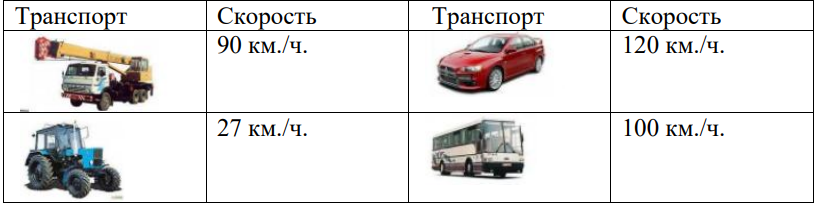 Транспорт Скорость Транспорт Скорость
90 км./ч. 120 км./ч.
27 км./ч. 100 км./ч.